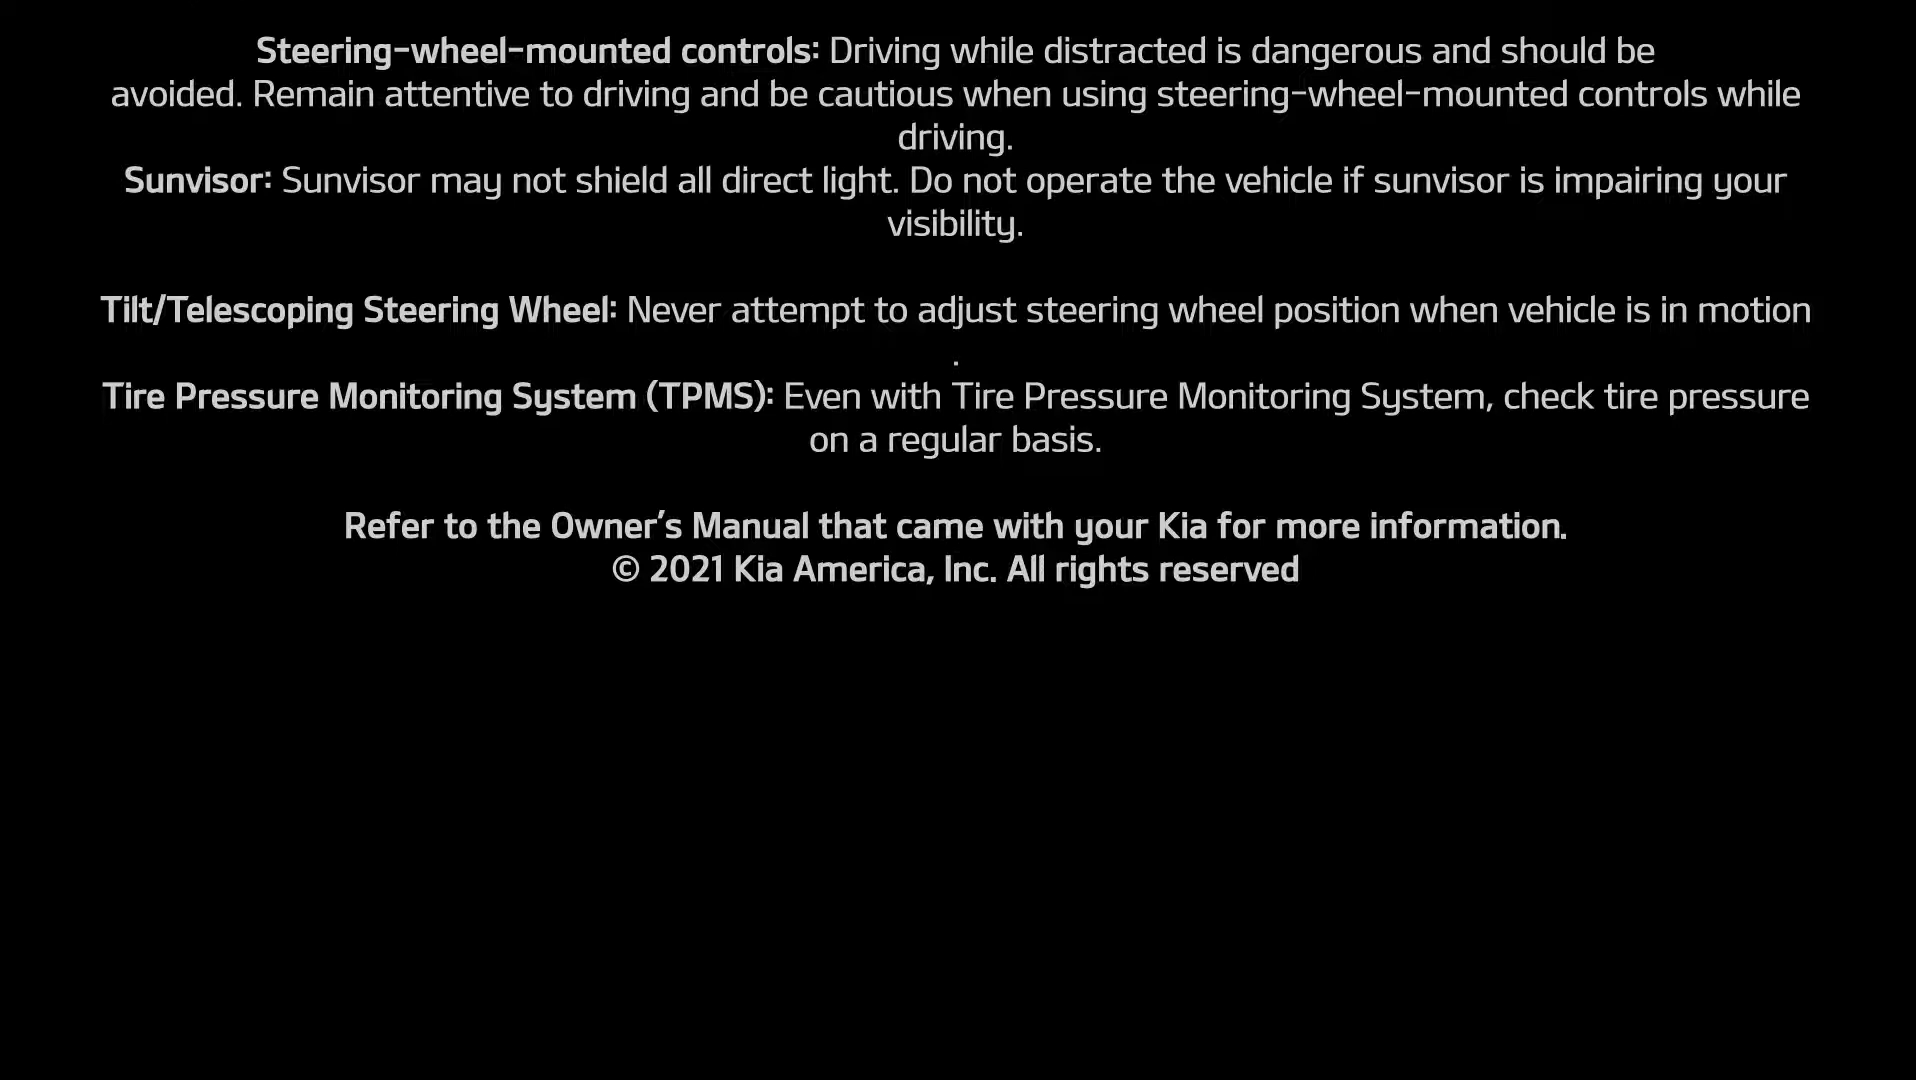 Steering-wheel-mounted controls: Driving while distracted is dangerous and should be
avoided. Remain attentive to driving and be cautious when using steering-wheel-mounted controls while
driving.
Sunvisor: Sunvisor may not shield all direct light. Do not operate the vehicle if sunvisor is impairing your
visibility.
Tilt/Telescoping Steering Wheel: Never attempt to adjust steering wheel position when vehicle is in motion
.
Tire Pressure Monitoring System (TPMS): Even with Tire Pressure Monitoring System, check tire pressure
on a regular basis.
Refer to the Owner’s Manual that came with your Kia for more information.
© 2021 Kia America, Inc. All rights reserved